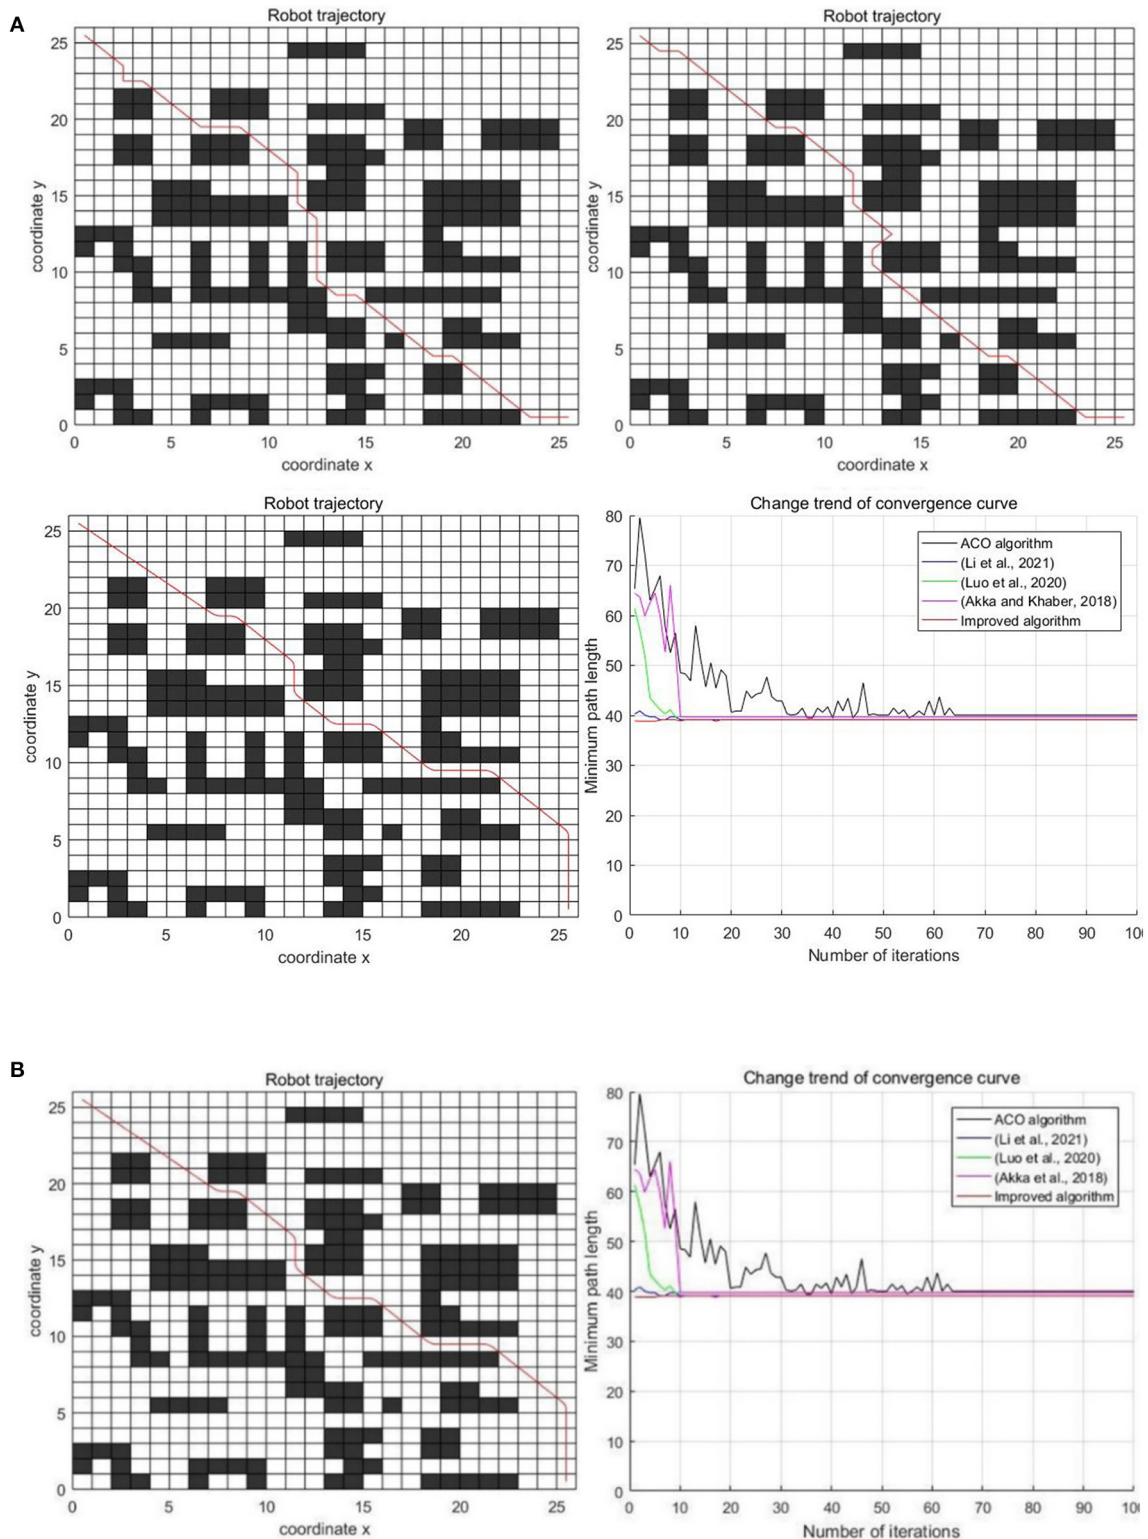 A
Robot trajectory
25
20
15
10
5
0
0 5 10 15 20 25
coordinate y
coordinate x
Robot trajectory
25
20
15
10
5
0
0 5 10 15 20 25
coordinate y
coordinate x
Robot trajectory
25
20
15
10
5
0
0 5 10 15 20 25
coordinate y
coordinate x
Change trend of convergence curve
80
70
60
50
40
30
20
10
0
ACO algorithm
(Li et al., 2021)
(Luo et al., 2020)
(Akka and Khaber, 2018)
Improved algorithm
0 10 20 30 40 50 60 70 80 90
Minimum path length
Number of iterations
B
Robot trajectory
25
20
15
10
5
0
0 5 10 15 20 25
coordinate y
coordinate x
Change trend of convergence curve
80
70
60
50
40
30
20
10
0
ACO algorithm
(Li et al., 2021)
(Luo et al., 2020)
(Akka et al., 2018)
Improved algorithm
0 10 20 30 40 50 60 70 80 90
Minimum path length
Number of iterations